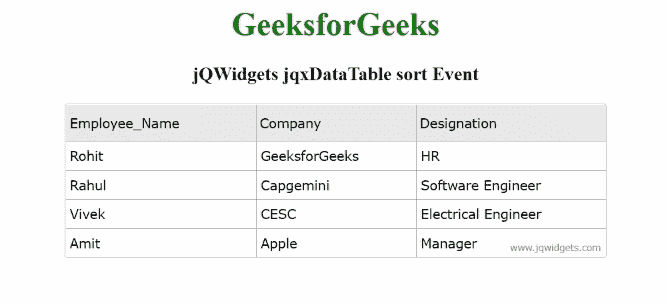 GeeksforGeeks
jQWidgets jqxDataTable sort Event
Employee_Name Company Designation
Rohit GeeksforGeeks HR
Rahul Capgemini Software Engineer
Vivek CESC Electrical Engineer
Amit Apple Manager www.jqwidgets.com